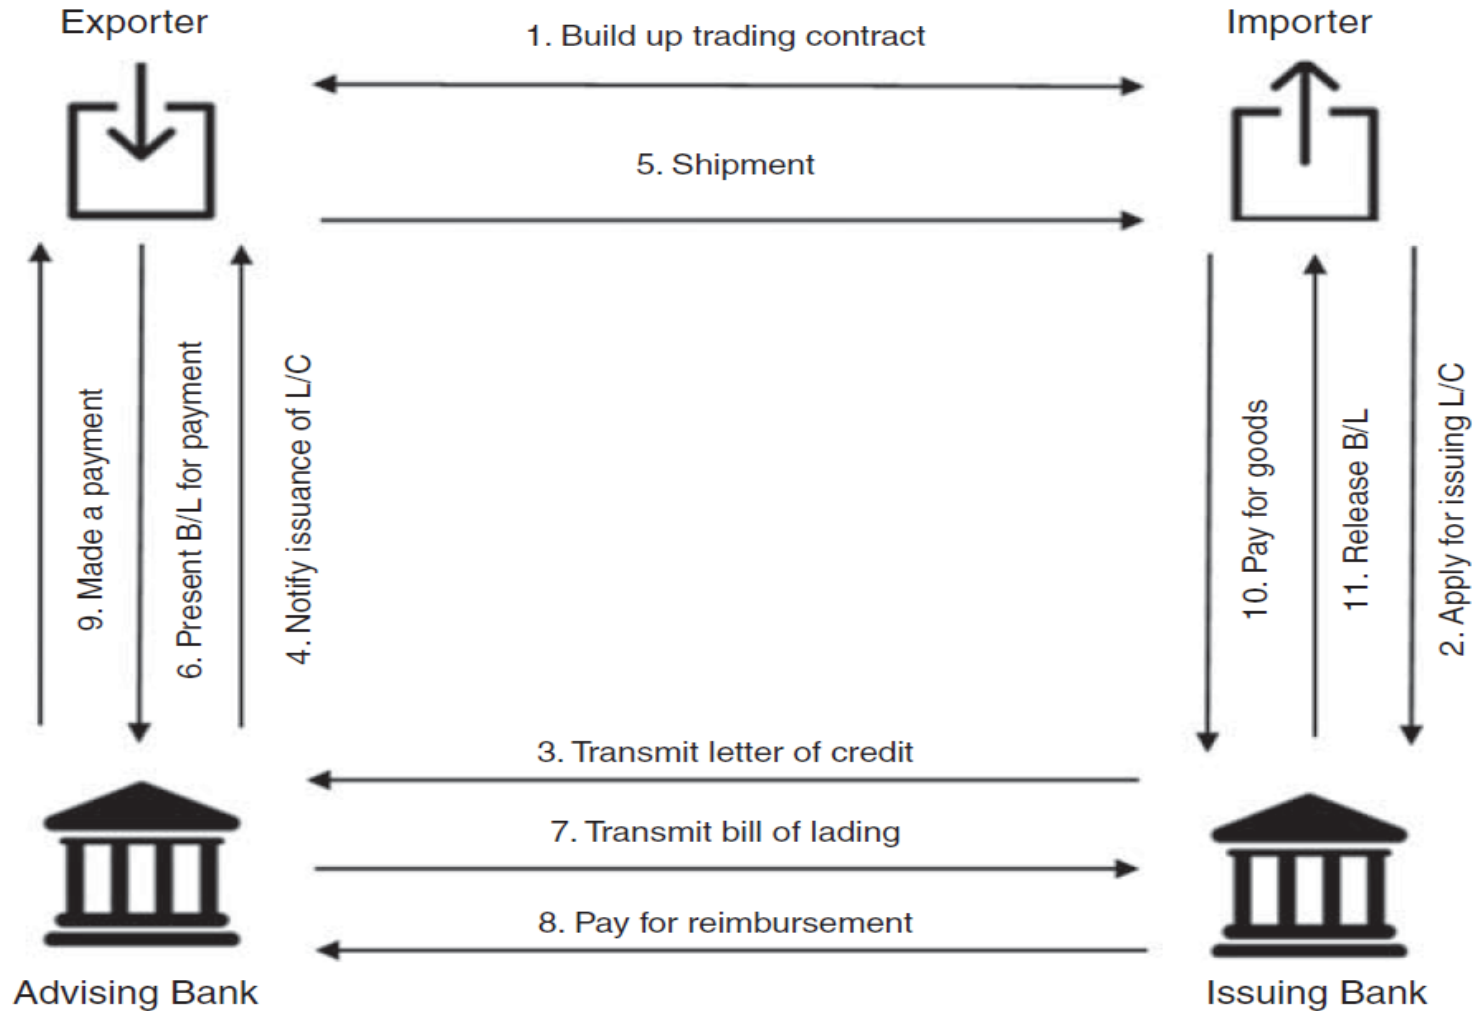 Exporter
Importer
1. Build up trading contract
5. Shipment
9. Made a payment
6. Present B/L for payment
4. Notify issuance of L/C
10. Pay for goods
11. Release B/L
2. Apply for issuing L/C
3. Transmit letter of credit
7. Transmit bill of lading
8. Pay for reimbursement
Advising Bank
Issuing Bank